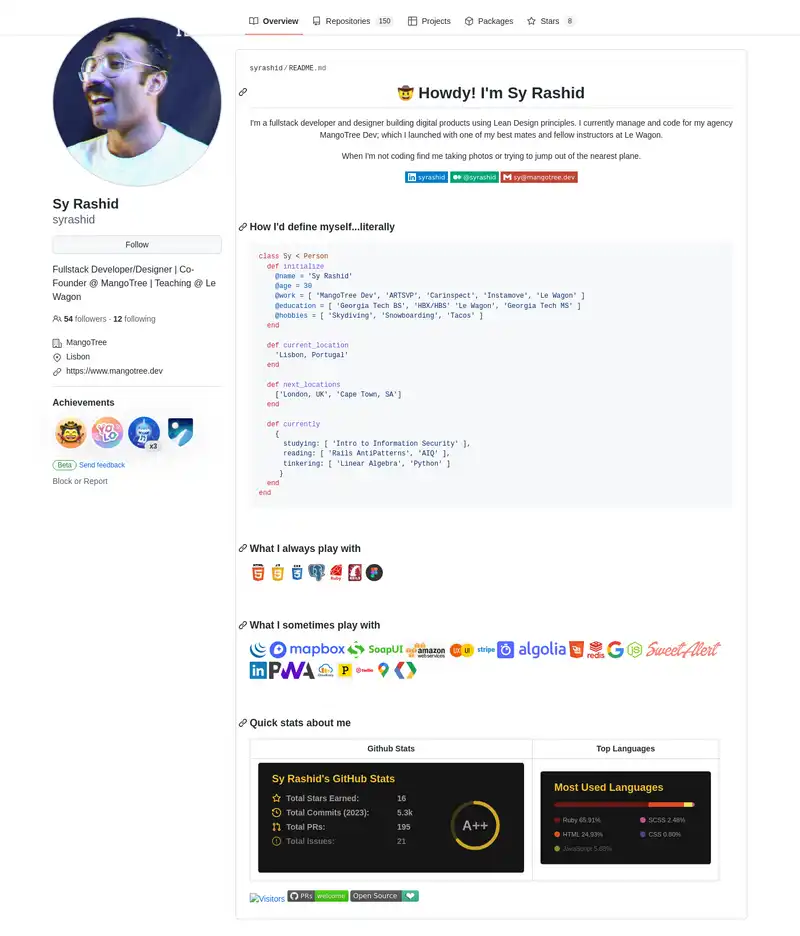 Overview
Repositories 150
Projects
Packages
Stars 8
Sy Rashid
syrashid
Follow
Fullstack Developer/Designer | Co-
Founder @ MangoTree | Teaching @ Le
Wagon
54 followers · 12 following
MangoTree
Lisbon
https://www.mangotree.dev
Achievements
YOLO
x3
Beta Send feedback
Block or Report
syrashid/README.md
🤠 Howdy! I'm Sy Rashid
I'm a fullstack developer and designer building digital products using Lean Design principles. I currently manage and code for my agency
MangoTree Dev; which I launched with one of my best mates and fellow instructors at Le Wagon.
When I'm not coding find me taking photos or trying to jump out of the nearest plane.
in syrashid @syrashid sy@mangotree.dev
How I'd define myself...literally
class Sy < Person
def initialize
@name = 'Sy Rashid'
@age = 30
@work = [ 'MangoTree Dev', 'ARTSVP', 'Carinspect', 'Instamove', 'Le Wagon' ]
@education = [ 'Georgia Tech BS', 'HBX/HBS' 'Le Wagon', 'Georgia Tech MS' ]
@hobbies = [ 'Skydiving', 'Snowboarding', 'Tacos' ]
end
def current_location
'Lisbon, Portugal'
end
def next_locations
['London, UK', 'Cape Town, SA']
end
def currently
{
studying: [ 'Intro to Information Security' ],
reading: [ 'Rails AntiPatterns', 'AIQ' ],
tinkering: [ 'Linear Algebra', 'Python' ]
}
end
end
What I always play with
What I sometimes play with
mapbox SoapUI amazon webservices UX UI stripe algolia redis SweetAlert
in PWA
Quick stats about me
Github Stats
Top Languages
Sy Rashid's GitHub Stats
Total Stars Earned: 16
Total Commits (2023): 5.3k
Total PRs: 195
Total Issues: 21
A++
Most Used Languages
Ruby 65.91%
SCSS 2.46%
HTML 24.93%
CSS 0.80%
JavaScript 5.89%
Visitors PRs welcome Open Source